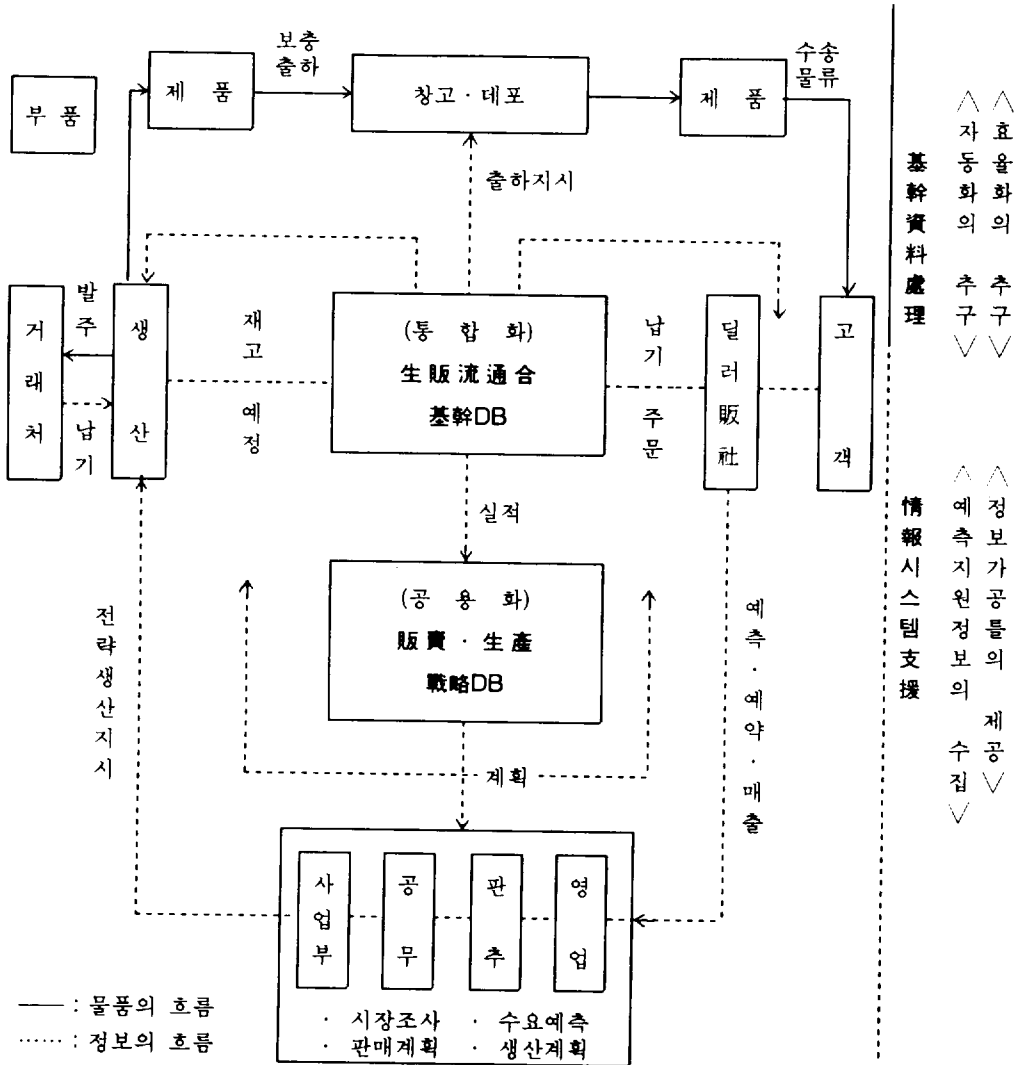 부품
제 품
보충
출하
창고·데포
제 품
수송
물류
출하지시
거래처
발주
납기
생산
재고
예정
(통 합 화)
生販流通合
基幹DB
납기
주문
딜러販社
고객
실적
(공 용 화)
販賣·生産
戰略DB
전략생산지시
예측·예약·매출
계획
사업부
공무
판추
영업
· 시장조사 · 수요예측
· 판매계획 · 생산계획
—— : 물품의 흐름
...... : 정보의 흐름
基幹資料處理
<자동화의 추구>
<효율화의 추구>
情報시스템支援
<예측지원정보의 수집>
<정보가공틀의 제공>